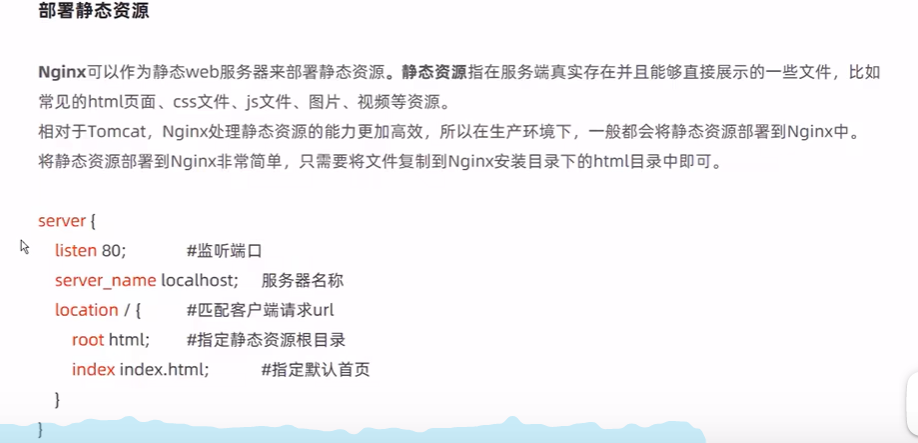 部署静态资源
Nginx可以作为静态web服务器来部署静态资源。静态资源指在服务端真实存在并且能够直接展示的一些文件，比如
常见的html页面、css文件、js文件、图片、视频等资源。
相对于Tomcat，Nginx处理静态资源的能力更加高效，所以在生产环境下，一般都会将静态资源部署到Nginx中。
将静态资源部署到Nginx非常简单，只需要将文件复制到Nginx安装目录下的html目录中即可。
server {
listen 80; #监听端口
server_name localhost; 服务器名称
location / { #匹配客户端请求url
root html; #指定静态资源根目录
index index.html; #指定默认首页
}
}